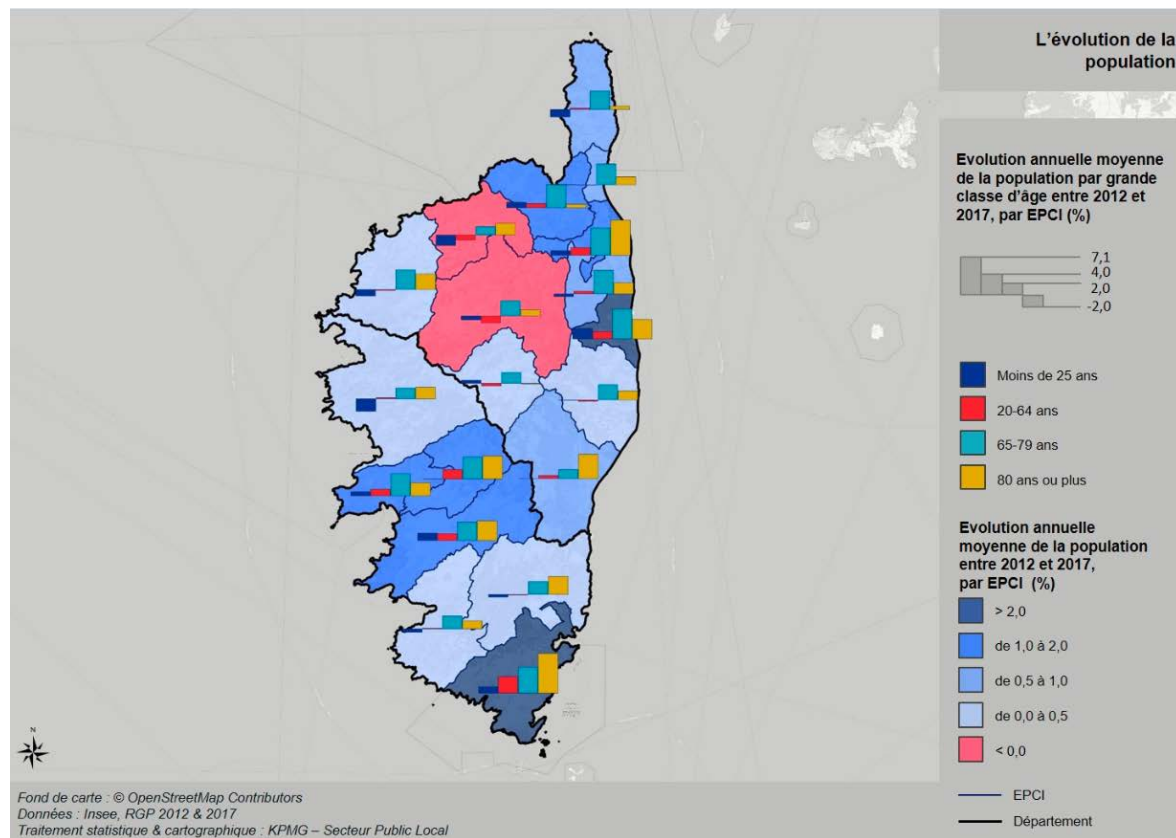 L'évolution de la
population
Evolution annuelle moyenne
de la population par grande
classe d'âge entre 2012 et
2017, par EPCI (%)
7,1
4,0
2,0
-2,0
Moins de 25 ans
20-64 ans
65-79 ans
80 ans ou plus
Evolution annuelle
moyenne de la population
entre 2012 et 2017,
par EPCI (%)
> 2,0
de 1,0 à 2,0
de 0,5 à 1,0
de 0,0 à 0,5
< 0,0
EPCI
Département
N
Fond de carte : © OpenStreetMap Contributors
Données : Insee, RGP 2012 & 2017
Traitement statistique & cartographique : KPMG – Secteur Public Local